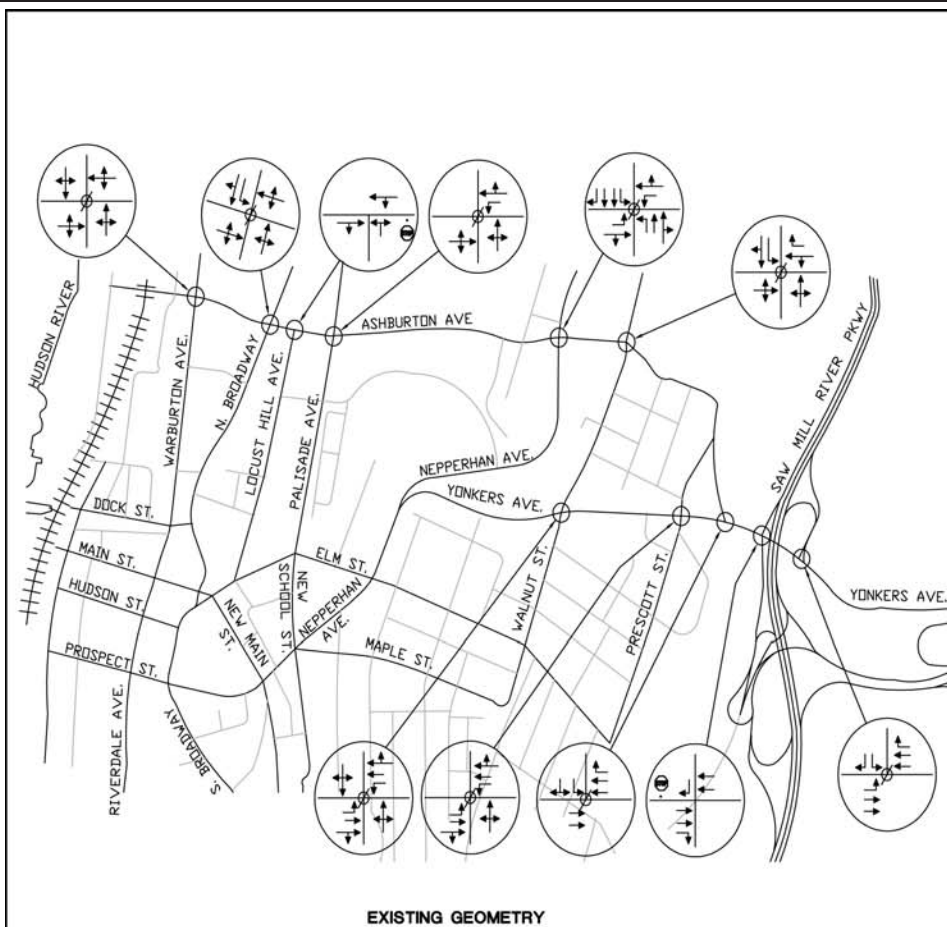 HUDSON RIVER
WARBURTON AVE.
N. BROADWAY
LOCUST HILL AVE.
PALISADE AVE.
ASHBURTON AVE
SAW MILL RIVER PKWY
NEPPERHAN AVE.
YONKERS AVE.
DOCK ST.
MAIN ST.
HUDSON ST.
PROSPECT ST.
RIVERDALE AVE.
S. BROADWAY
NEW MAIN
ST.
NEW
SCHOOL ST.
ELM ST.
NEPPERHAN
AVE.
MAPLE ST.
WALNUT ST.
PRESCOTT ST.
YONKERS AVE.
EXISTING GEOMETRY